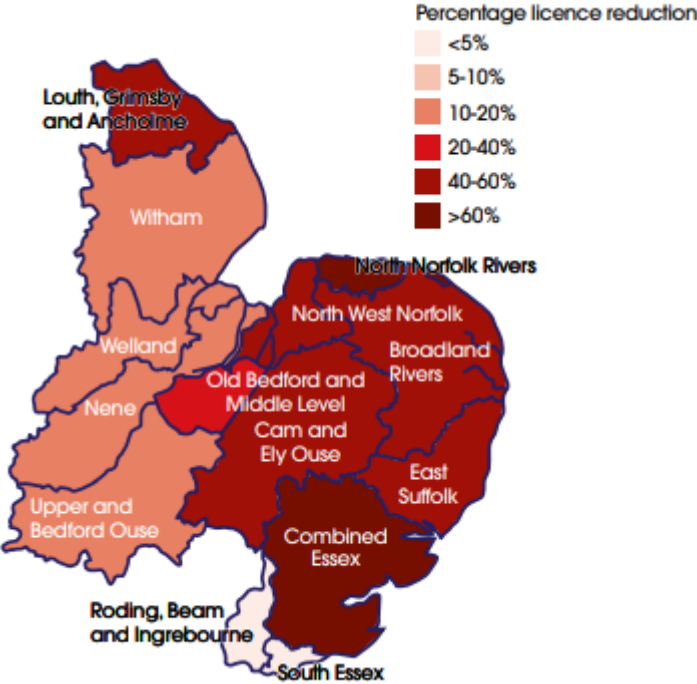 Percentage licence reduction
<5%
5-10%
10-20%
20-40%
40-60%
>60%
Louth, Grimsby
and Ancholme
Witham
North Norfolk Rivers
North West Norfolk
Welland
Broadland
Rivers
Old Bedford and
Middle Level
Nene
Cam and
Ely Ouse
East
Suffolk
Upper and
Bedford Ouse
Combined
Essex
Roding, Beam
and Ingrebourne
South Essex